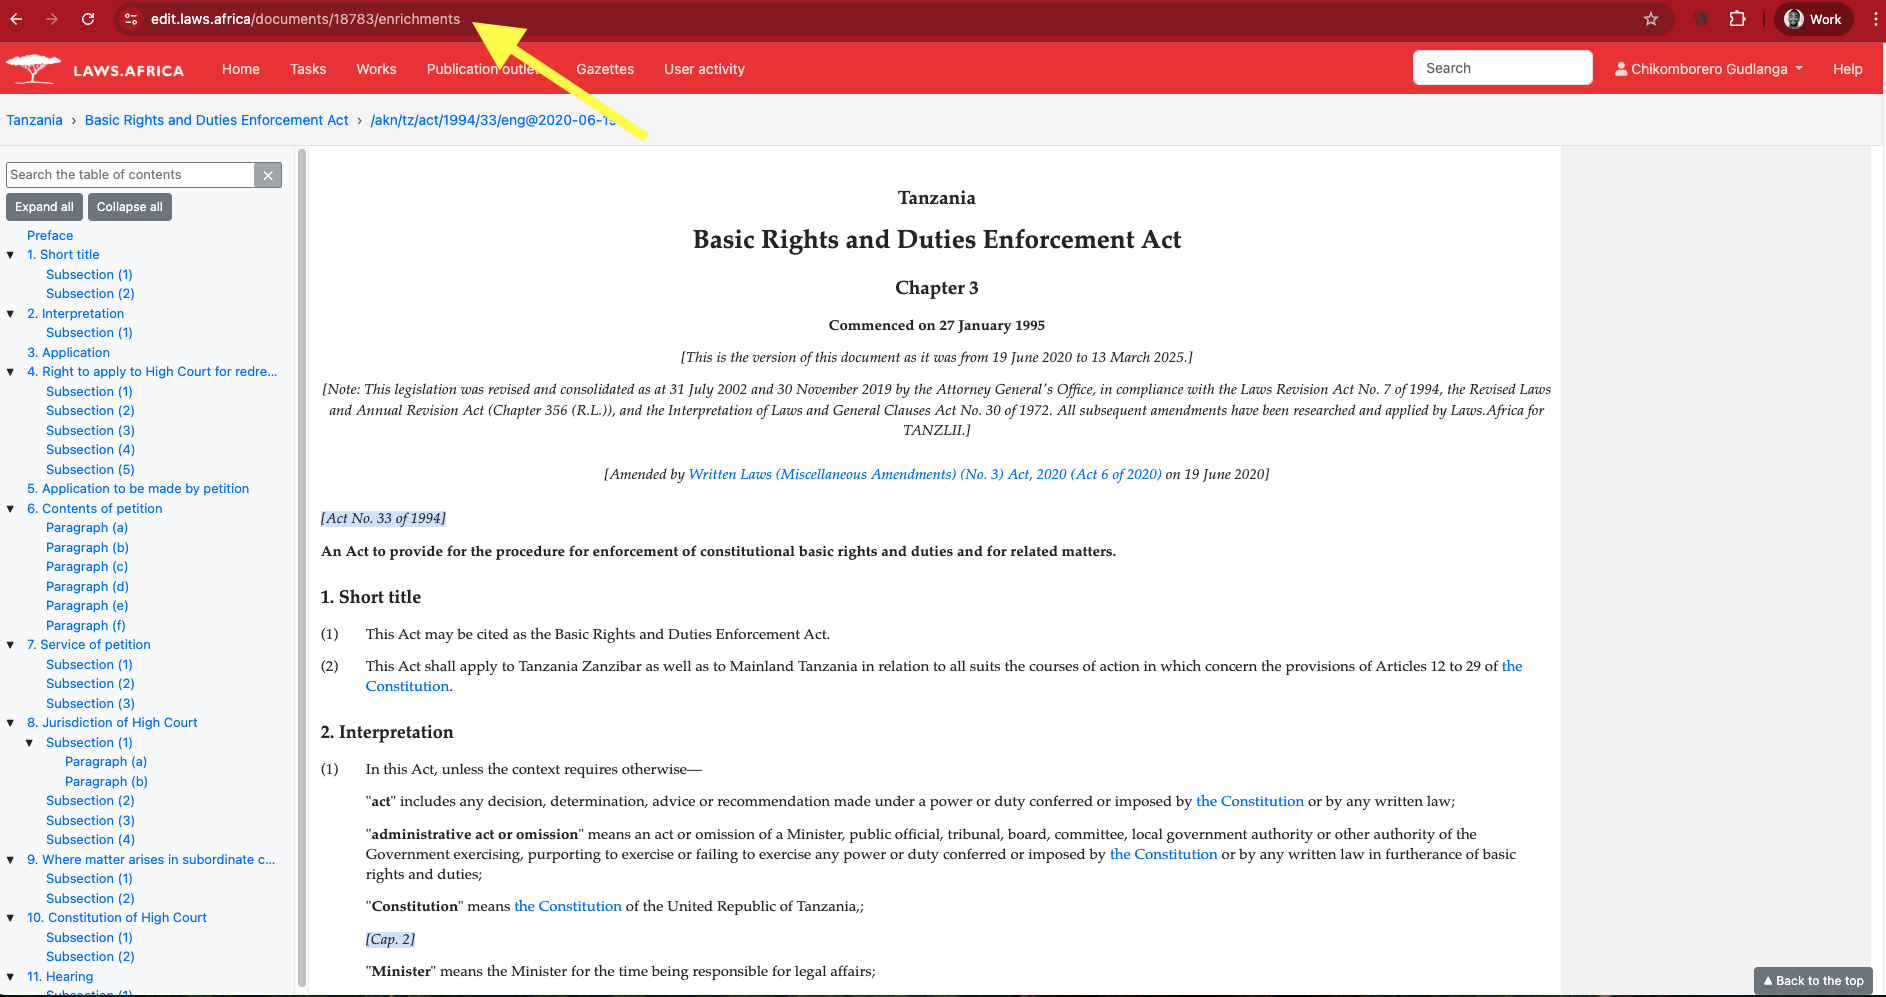 edit.laws.africa/documents/18783/enrichments
Work
LAWS.AFRICA
Home
Tasks
Works
Publication
Gazettes
User activity
Search
Chikomborero Gudlanga
Help
Tanzania › Basic Rights and Duties Enforcement Act › /akn/tz/act/1994/33/eng@2020-06-1
Search the table of contents
Expand all
Collapse all
Preface
1. Short title
Subsection (1)
Subsection (2)
2. Interpretation
Subsection (1)
3. Application
4. Right to apply to High Court for redre...
Subsection (1)
Subsection (2)
Subsection (3)
Subsection (4)
Subsection (5)
5. Application to be made by petition
6. Contents of petition
Paragraph (a)
Paragraph (b)
Paragraph (c)
Paragraph (d)
Paragraph (e)
Paragraph (f)
7. Service of petition
Subsection (1)
Subsection (2)
Subsection (3)
8. Jurisdiction of High Court
Subsection (1)
Paragraph (a)
Paragraph (b)
Subsection (2)
Subsection (3)
Subsection (4)
9. Where matter arises in subordinate c...
Subsection (1)
Subsection (2)
10. Constitution of High Court
Subsection (1)
Subsection (2)
11. Hearing
Subsection (1)
Tanzania
Basic Rights and Duties Enforcement Act
Chapter 3
Commenced on 27 January 1995
[This is the version of this document as it was from 19 June 2020 to 13 March 2025.]
[Note: This legislation was revised and consolidated as at 31 July 2002 and 30 November 2019 by the Attorney General's Office, in compliance with the Laws Revision Act No. 7 of 1994, the Revised Laws
and Annual Revision Act (Chapter 356 (R.L.)), and the Interpretation of Laws and General Clauses Act No. 30 of 1972. All subsequent amendments have been researched and applied by Laws.Africa for
TANZLII.]
[Amended by Written Laws (Miscellaneous Amendments) (No. 3) Act, 2020 (Act 6 of 2020) on 19 June 2020]
[Act No. 33 of 1994]
An Act to provide for the procedure for enforcement of constitutional basic rights and duties and for related matters.
1. Short title
(1) This Act may be cited as the Basic Rights and Duties Enforcement Act.
(2) This Act shall apply to Tanzania Zanzibar as well as to Mainland Tanzania in relation to all suits the courses of action in which concern the provisions of Articles 12 to 29 of the
Constitution.
2. Interpretation
(1) In this Act, unless the context requires otherwise—
"act" includes any decision, determination, advice or recommendation made under a power or duty conferred or imposed by the Constitution or by any written law;
"administrative act or omission" means an act or omission of a Minister, public official, tribunal, board, committee, local government authority or other authority of the
Government exercising, purporting to exercise or failing to exercise any power or duty conferred or imposed by the Constitution or by any written law in furtherance of basic
rights and duties;
"Constitution" means the Constitution of the United Republic of Tanzania,;
[Cap. 2]
"Minister" means the Minister for the time being responsible for legal affairs;
Back to the top